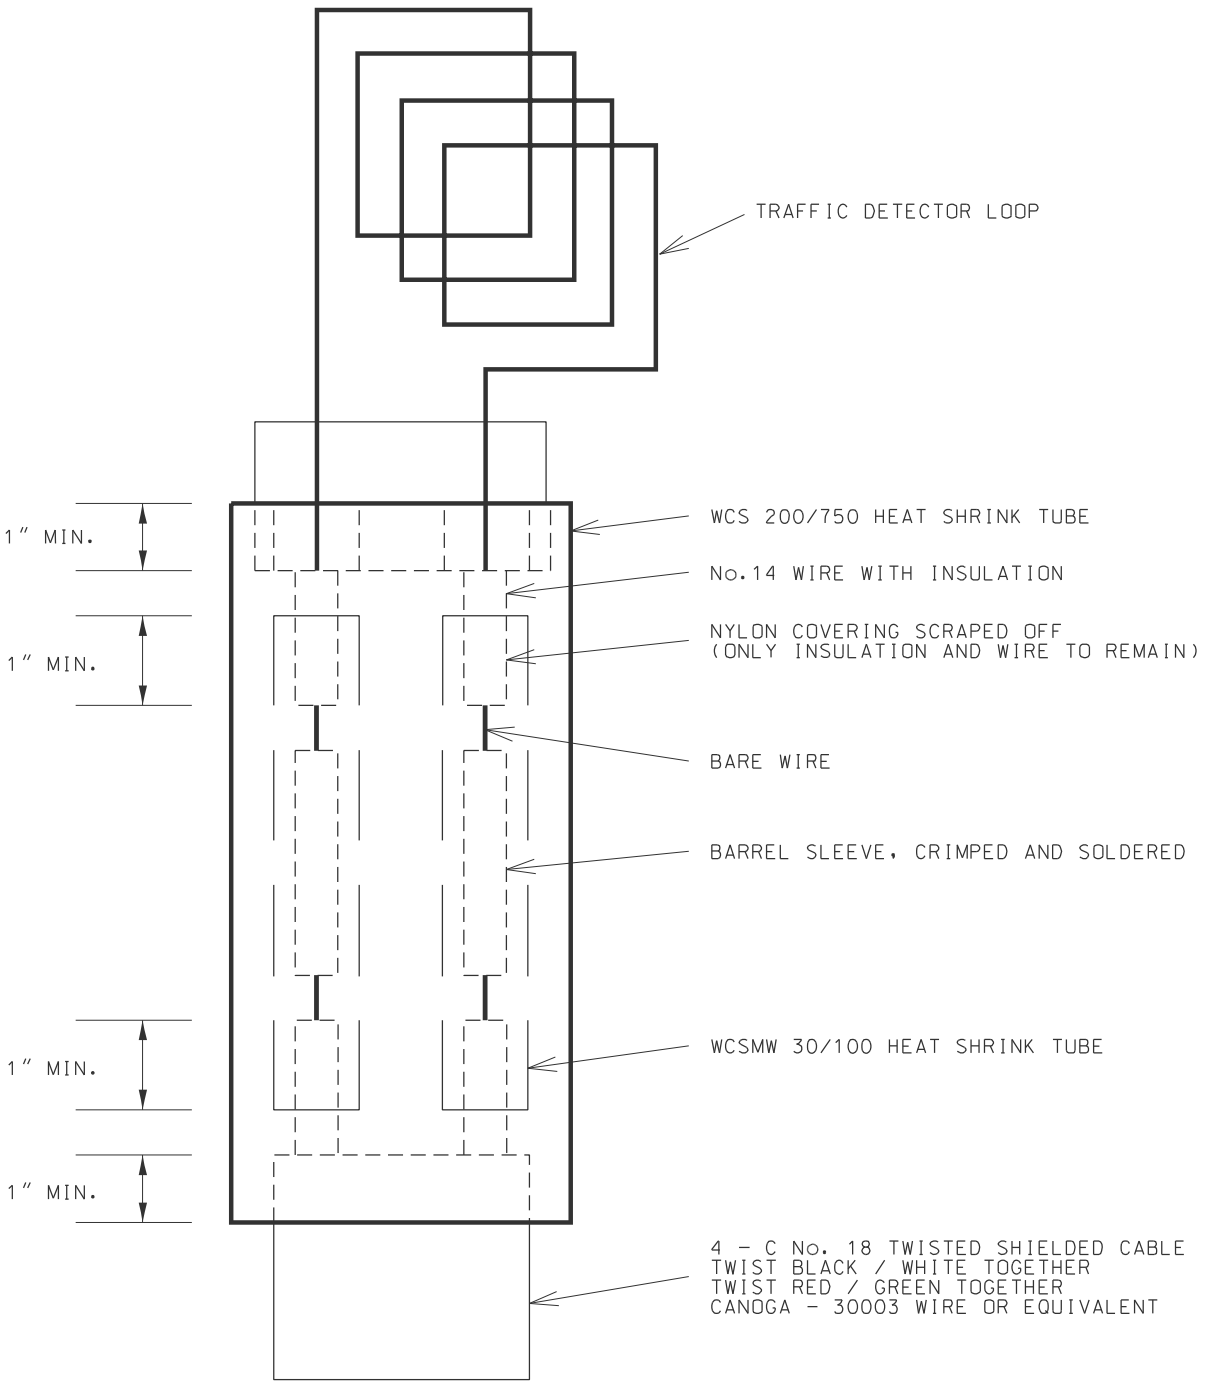 TRAFFIC DETECTOR LOOP
WCS 200/750 HEAT SHRINK TUBE
1" MIN.
No.14 WIRE WITH INSULATION
NYLON COVERING SCRAPED OFF
(ONLY INSULATION AND WIRE TO REMAIN)
1" MIN.
BARE WIRE
BARREL SLEEVE, CRIMPED AND SOLDERED
WCSMW 30/100 HEAT SHRINK TUBE
1" MIN.
1" MIN.
4 - C No. 18 TWISTED SHIELDED CABLE
TWIST BLACK / WHITE TOGETHER
TWIST RED / GREEN TOGETHER
CANOGA - 30003 WIRE OR EQUIVALENT